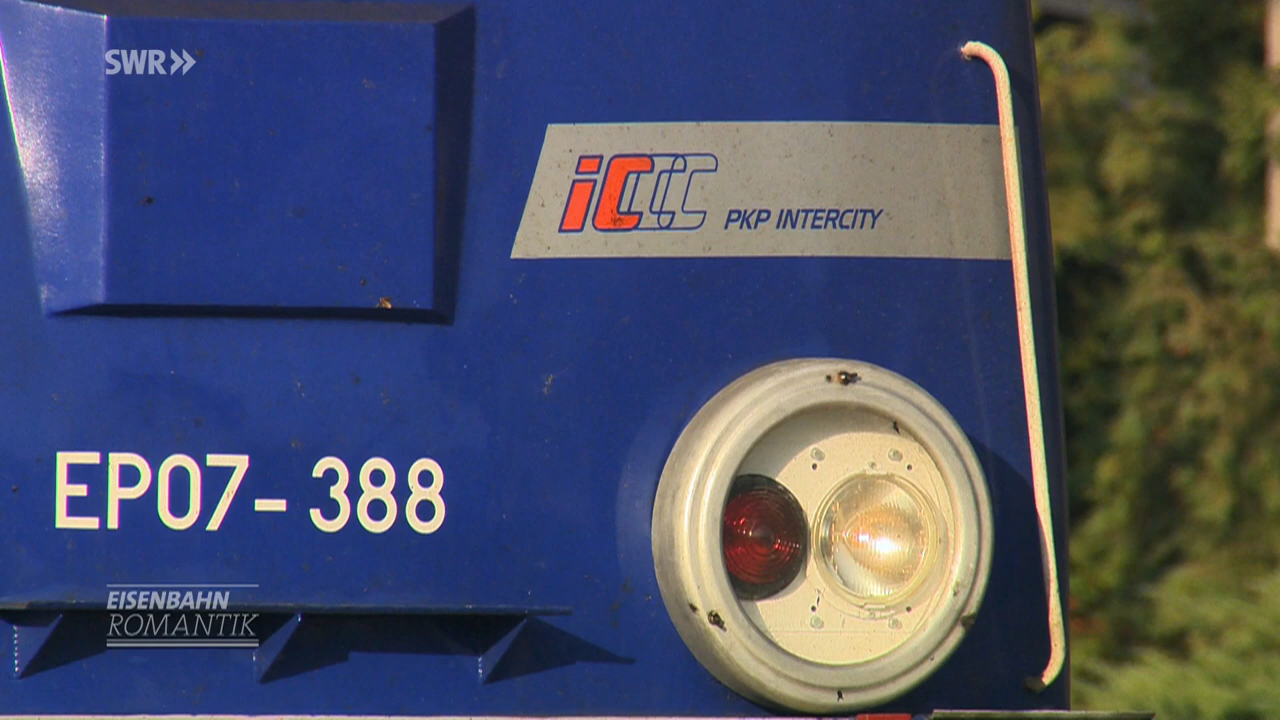 SWR»
iC
PKP INTERCITY
EP07-388
EISENBAHN
ROMANTIK